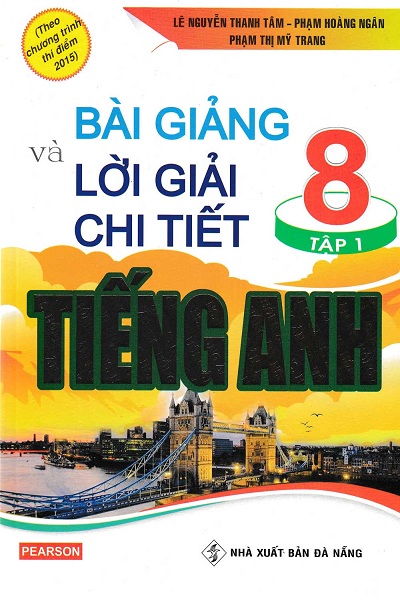 (Theo
chương trình
thí điểm
2015)
LÊ NGUYỄN THANH TÂM – PHẠM HOÀNG NGÂN
PHẠM THỊ MỸ TRANG
BÀI GIẢNG
và
LỜI GIẢI
CHI TIẾT
8
TẬP 1
TIẾNG ANH
PEARSON
NHÀ XUẤT BẢN ĐÀ NẴNG